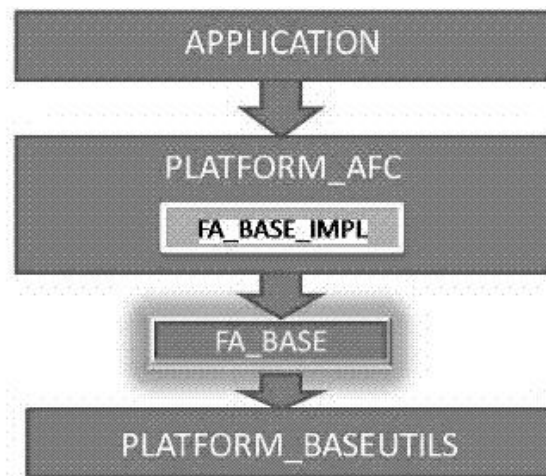 APPLICATION
PLATFORM_AFC
FA_BASE_IMPL
FA_BASE
PLATFORM_BASEUTILS